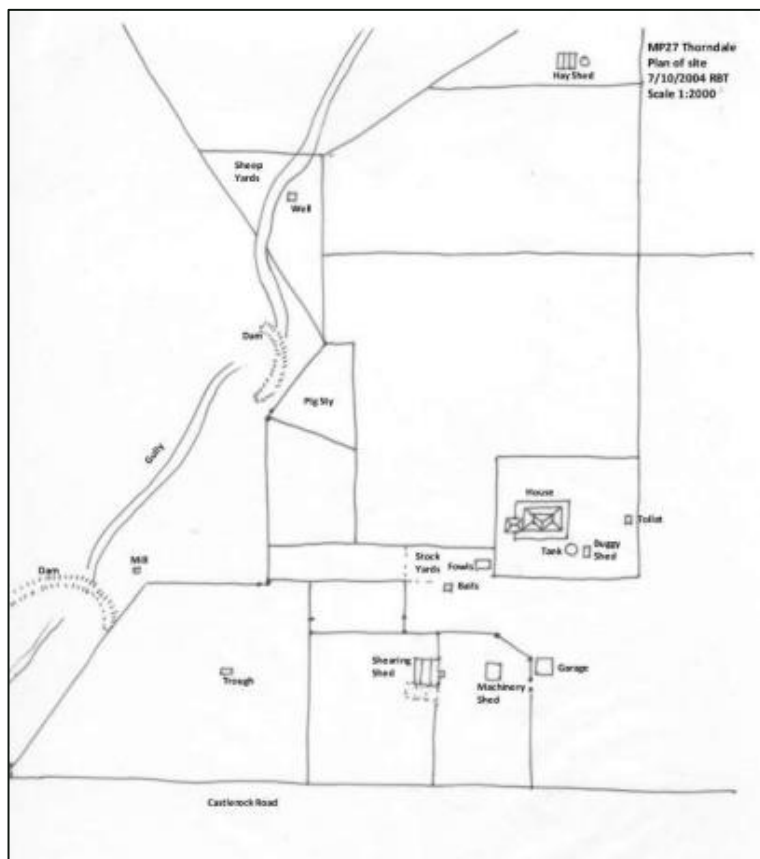 MP27 Thorndale
Plan of site
7/10/2004 RBT
Scale 1:2000
Hay Shed
Sheep
Yards
Well
Dam
Pig Sty
Gully
House
Toilet
Tank
Buggy
Shed
Dam
Mill
Stock
Yards
Fowls
Bails
Shearing
Shed
Garage
Trough
Machinery
Shed
Castlerock Road